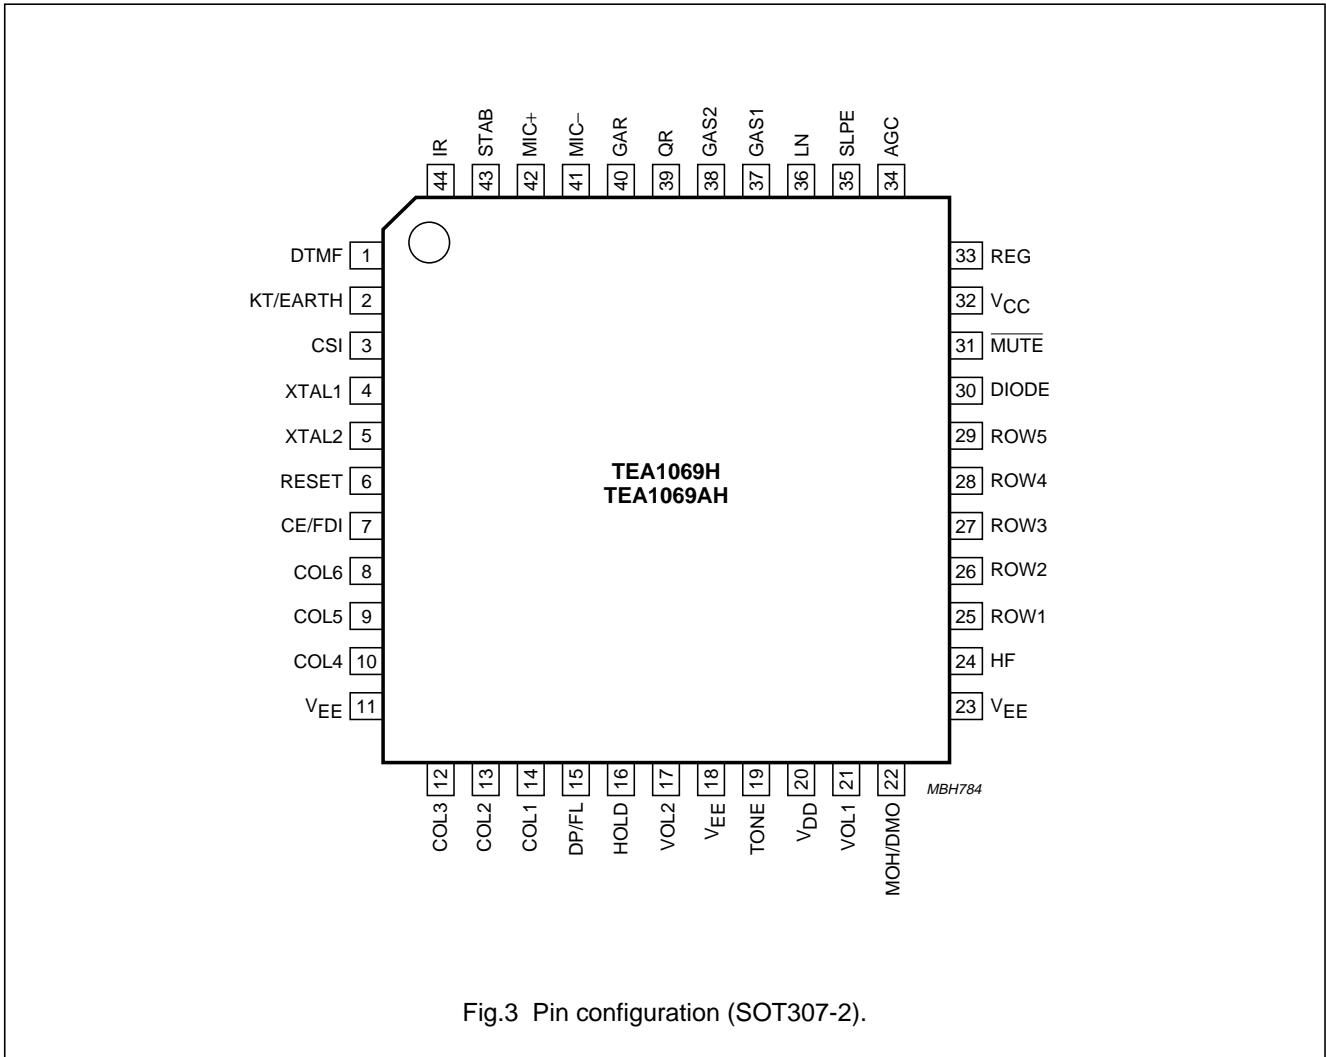 IR STAB MIC+ MIC− GAR QR GAS2 GAS1 LN SLPE AGC
44 43 42 41 40 39 38 37 36 35 34
DTMF 1 33 REG
KT/EARTH 2 32 VCC
CSI 3 31 MUTE
XTAL1 4 30 DIODE
XTAL2 5 29 ROW5
RESET 6 28 ROW4
TEA1069H
TEA1069AH
CE/FDI 7 27 ROW3
COL6 8 26 ROW2
COL5 9 25 ROW1
COL4 10 24 HF
VEE 11 23 VEE
12 13 14 15 16 17 18 19 20 21 22
MBH784
COL3 COL2 COL1 DP/FL HOLD VOL2 VEE TONE VDD VOL1 MOH/DMO
Fig.3 Pin configuration (SOT307-2).